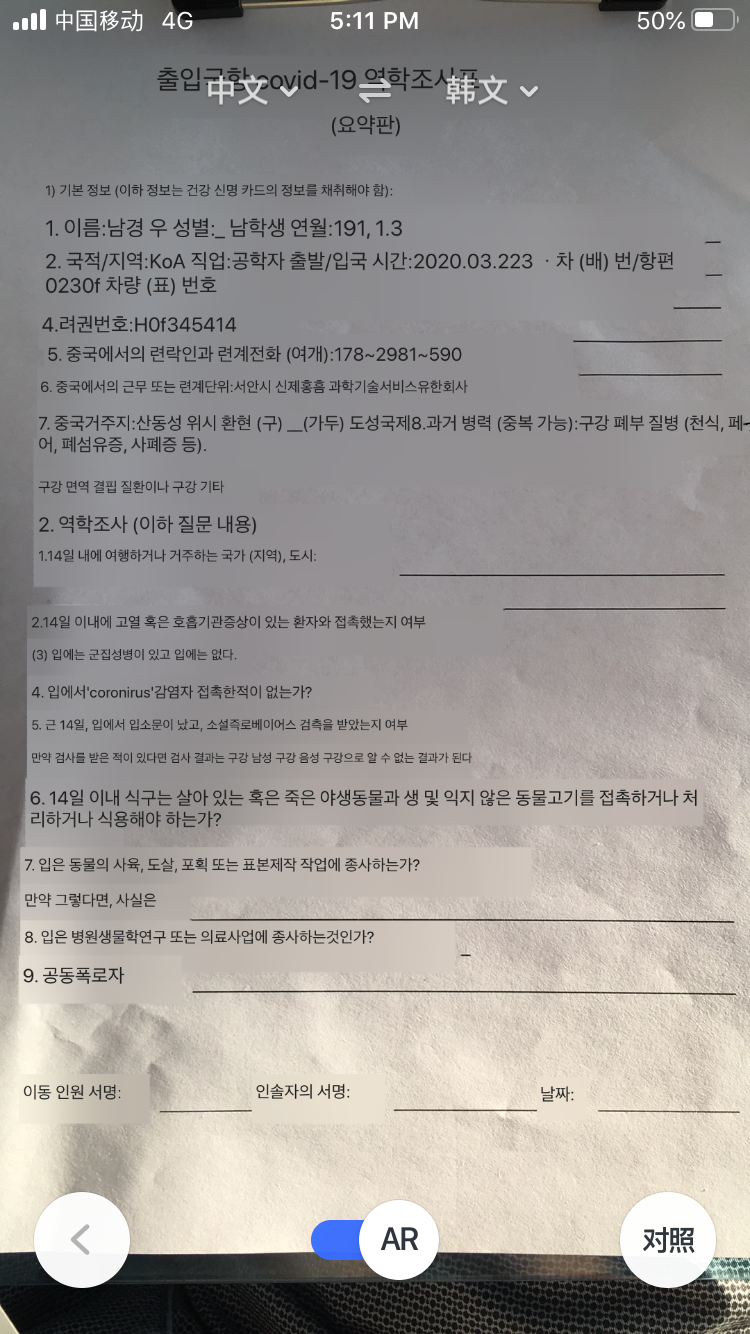 中国移动 4G 5:11 PM 50%
출입국항 covid-19 역학조사표
中文 韩文
(요약판)
1) 기본 정보 (이하 정보는 건강 신명 카드의 정보를 채취해야 함):
1. 이름:남경 우 성별:_ 남학생 연월:191, 1.3
2. 국적/지역:KoA 직업:공학자 출발/입국 시간:2020.03.223 · 차 (배) 번/항편
0230f 차량 (표) 번호
4.려권번호:H0f345414
5. 중국에서의 련락인과 련계전화 (여개):178~2981~590
6. 중국에서의 근무 또는 련계단위:서안시 신제홍흠 과학기술서비스유한회사
7. 중국거주지:산동성 위시 환현 (구) __(가두) 도성국제8.과거 병력 (중복 가능):구강 폐부 질병 (천식, 폐
어, 폐섬유증, 사폐증 등).
구강 면역 결핍 질환이나 구강 기타
2. 역학조사 (이하 질문 내용)
1.14일 내에 여행하거나 거주하는 국가 (지역), 도시:
2.14일 이내에 고열 혹은 호흡기관증상이 있는 환자와 접촉했는지 여부
(3) 입에는 군집성병이 있고 입에는 없다.
4. 입에서'coronirus'감염자 접촉한적이 없는가?
5. 근 14일, 입에서 입소문이 났고, 소설즉로베이어스 검측을 받았는지 여부
만약 검사를 받은 적이 있다면 검사 결과는 구강 남성 구강 음성 구강으로 알 수 없는 결과가 된다
6. 14일 이내 식구는 살아 있는 혹은 죽은 야생동물과 생 및 익지 않은 동물고기를 접촉하거나 처
리하거나 식용해야 하는가?
7. 입은 동물의 사육, 도살, 포획 또는 표본제작 작업에 종사하는가?
만약 그렇다면, 사실은
8. 입은 병원생물학연구 또는 의료사업에 종사하는것인가?
9. 공동폭로자
이동 인원 서명: 인솔자의 서명: 날짜:
AR 对照